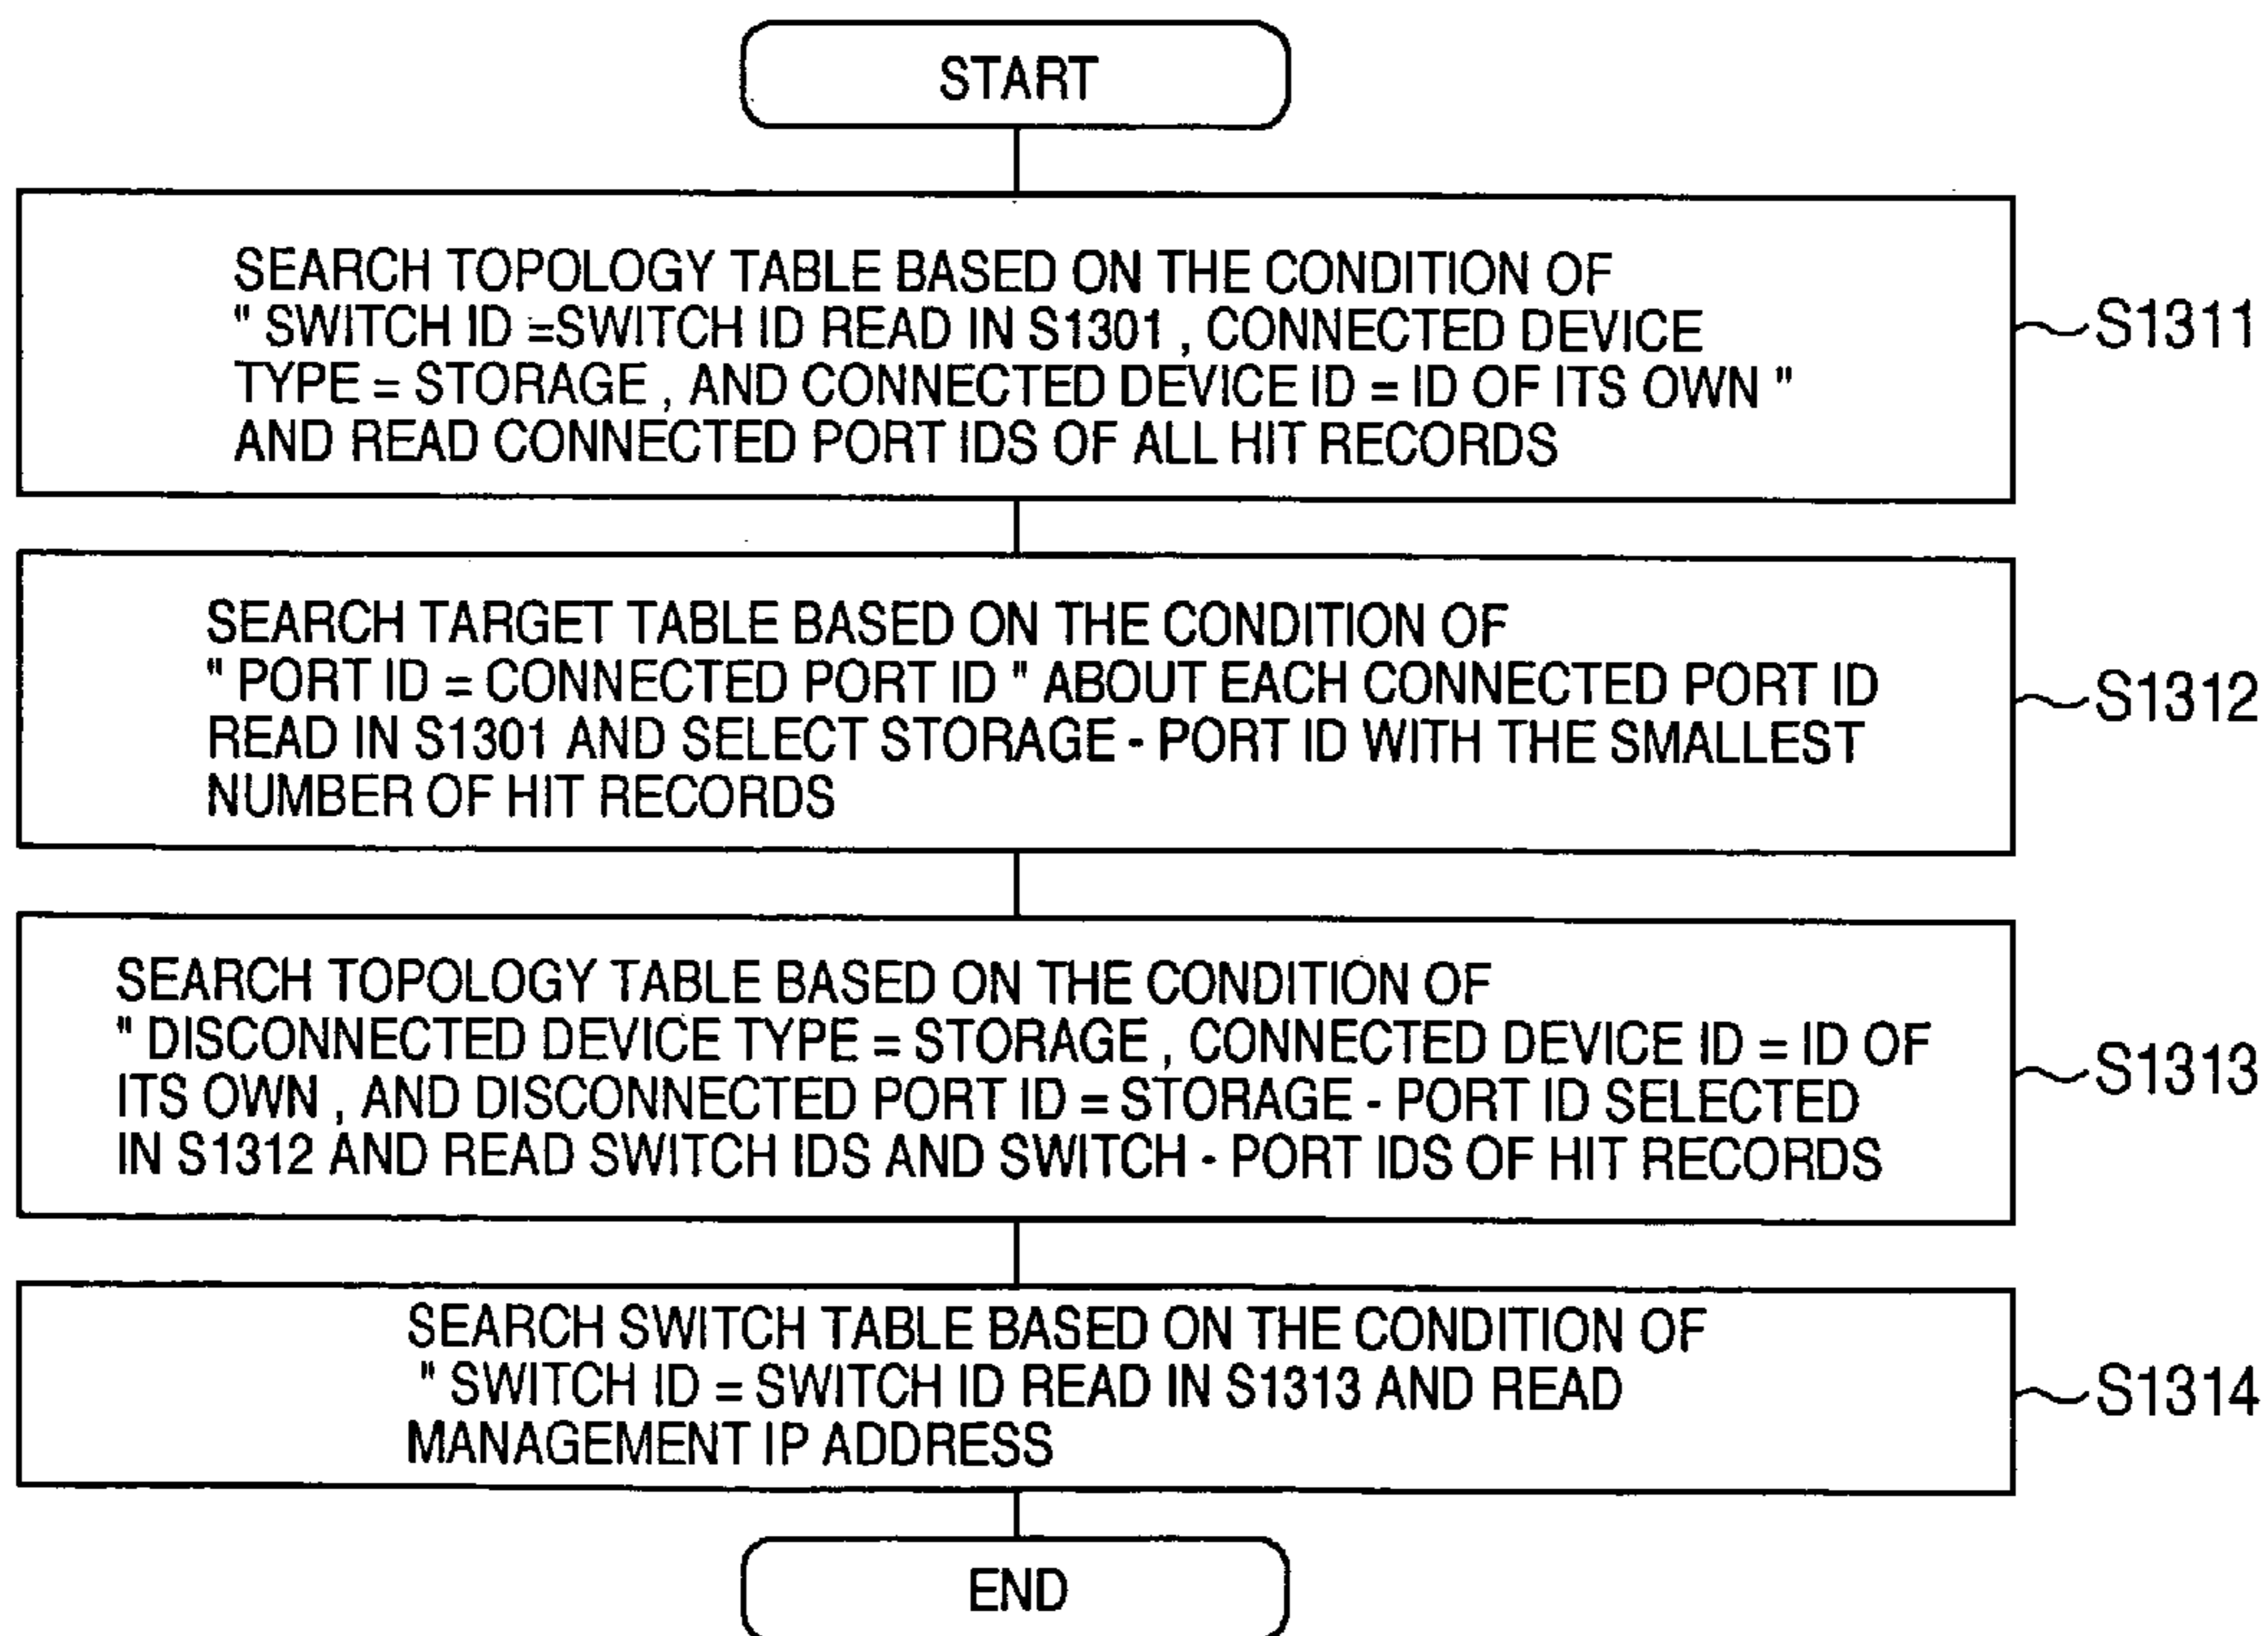 START
SEARCH TOPOLOGY TABLE BASED ON THE CONDITION OF
" SWITCH ID =SWITCH ID READ IN S1301 , CONNECTED DEVICE
TYPE = STORAGE , AND CONNECTED DEVICE ID = ID OF ITS OWN "
AND READ CONNECTED PORT IDS OF ALL HIT RECORDS
S1311
SEARCH TARGET TABLE BASED ON THE CONDITION OF
" PORT ID = CONNECTED PORT ID " ABOUT EACH CONNECTED PORT ID
READ IN S1301 AND SELECT STORAGE - PORT ID WITH THE SMALLEST
NUMBER OF HIT RECORDS
S1312
SEARCH TOPOLOGY TABLE BASED ON THE CONDITION OF
" DISCONNECTED DEVICE TYPE = STORAGE , CONNECTED DEVICE ID = ID OF
ITS OWN , AND DISCONNECTED PORT ID = STORAGE - PORT ID SELECTED
IN S1312 AND READ SWITCH IDS AND SWITCH - PORT IDS OF HIT RECORDS
S1313
SEARCH SWITCH TABLE BASED ON THE CONDITION OF
" SWITCH ID = SWITCH ID READ IN S1313 AND READ
MANAGEMENT IP ADDRESS
S1314
END